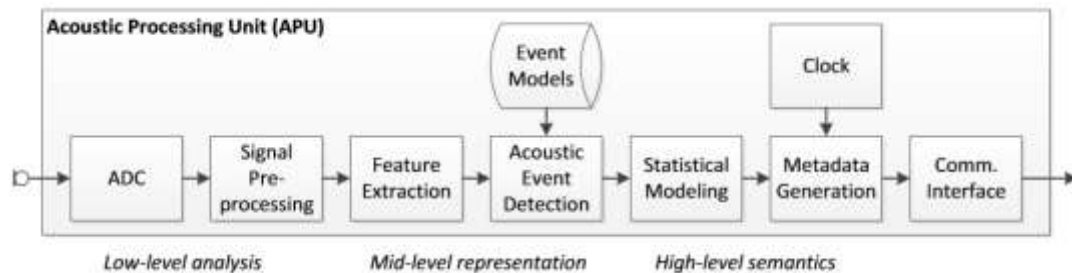 Acoustic Processing Unit (APU)
Event
Models
Clock
ADC
Signal
Pre-
processing
Feature
Extraction
Acoustic
Event
Detection
Statistical
Modeling
Metadata
Generation
Comm.
Interface
Low-level analysis
Mid-level representation
High-level semantics